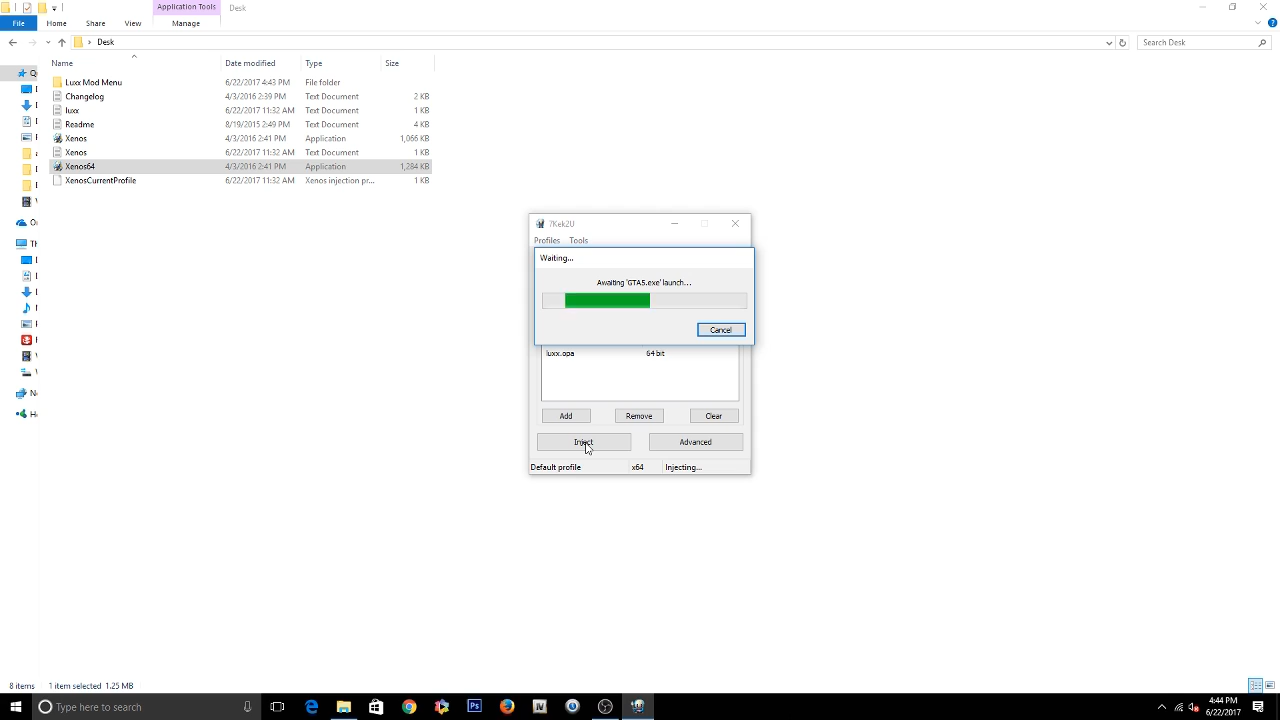 Application Tools
Desk
File
Home
Share
View
Manage
Desk
Search Desk
Name
Date modified
Type
Size
Luxx Mod Menu
6/22/2017 4:43 PM
File folder
Changelog
4/3/2016 2:39 PM
Text Document
2 KB
luxx
6/22/2017 11:32 AM
Text Document
1 KB
Readme
8/19/2015 2:49 PM
Text Document
4 KB
Xenos
4/3/2016 2:41 PM
Application
1,066 KB
Xenos
6/22/2017 11:32 AM
Text Document
1 KB
Xenos64
4/3/2016 2:41 PM
Application
1,284 KB
XenosCurrentProfile
6/22/2017 11:32 AM
Xenos injection pr...
1 KB
7Kek2U
Profiles
Tools
Waiting...
Awaiting 'GTA5.exe' launch...
Cancel
luxx.opa
64 bit
Add
Remove
Clear
Inject
Advanced
Default profile
x64
Injecting...
8 items
1 item selected 1.25 MB
Type here to search
4:44 PM
6/22/2017